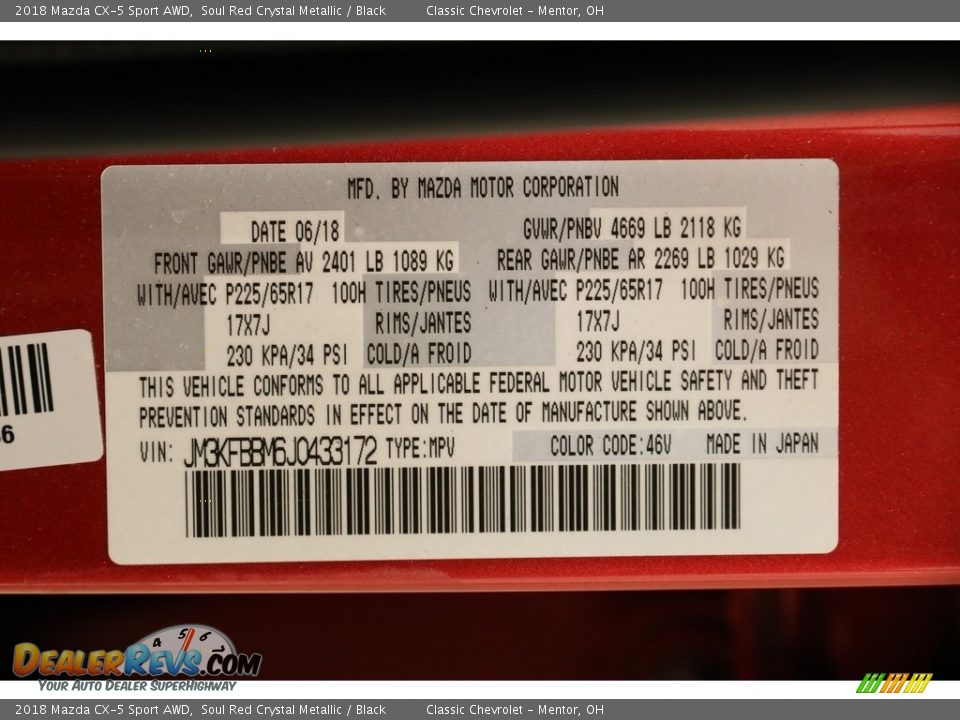 2018 Mazda CX-5 Sport AWD, Soul Red Crystal Metallic / Black Classic Chevrolet - Mentor, OH
MFD. BY MAZDA MOTOR CORPORATION
DATE 06/18 GVWR/PNBV 4669 LB 2118 KG
FRONT GAWR/PNBE AV 2401 LB 1089 KG REAR GAWR/PNBE AR 2269 LB 1029 KG
WITH/AVEC P225/65R17 100H TIRES/PNEUS WITH/AVEC P225/65R17 100H TIRES/PNEUS
17X7J RIMS/JANTES 17X7J RIMS/JANTES
230 KPA/34 PSI COLD/A FROID 230 KPA/34 PSI COLD/A FROID
THIS VEHICLE CONFORMS TO ALL APPLICABLE FEDERAL MOTOR VEHICLE SAFETY AND THEFT
PREVENTION STANDARDS IN EFFECT ON THE DATE OF MANUFACTURE SHOWN ABOVE.
VIN: JM3KFBBM6J0433172 TYPE:MPV COLOR CODE:46V MADE IN JAPAN
4 5 6
DEALERREVS.COM
YOUR AUTO DEALER SUPERHIGHWAY
2018 Mazda CX-5 Sport AWD, Soul Red Crystal Metallic / Black Classic Chevrolet - Mentor, OH